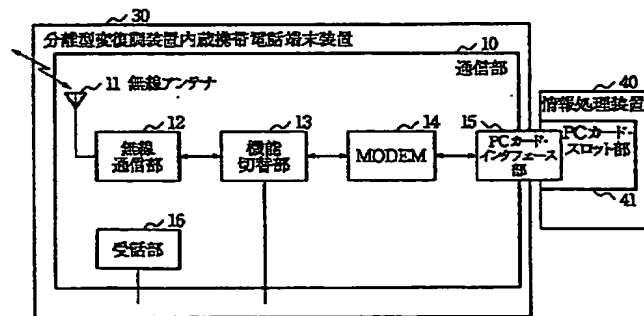 30
分離型変復調装置内蔵携帯電話端末装置
10
通信部
11 無線アンテナ
40
情報処理装置
12
無線
通信部
13
機能
切替部
14
MODEM
15
PCカード・
インタフェース
部
PCカード・
スロット部
41
16
受話部